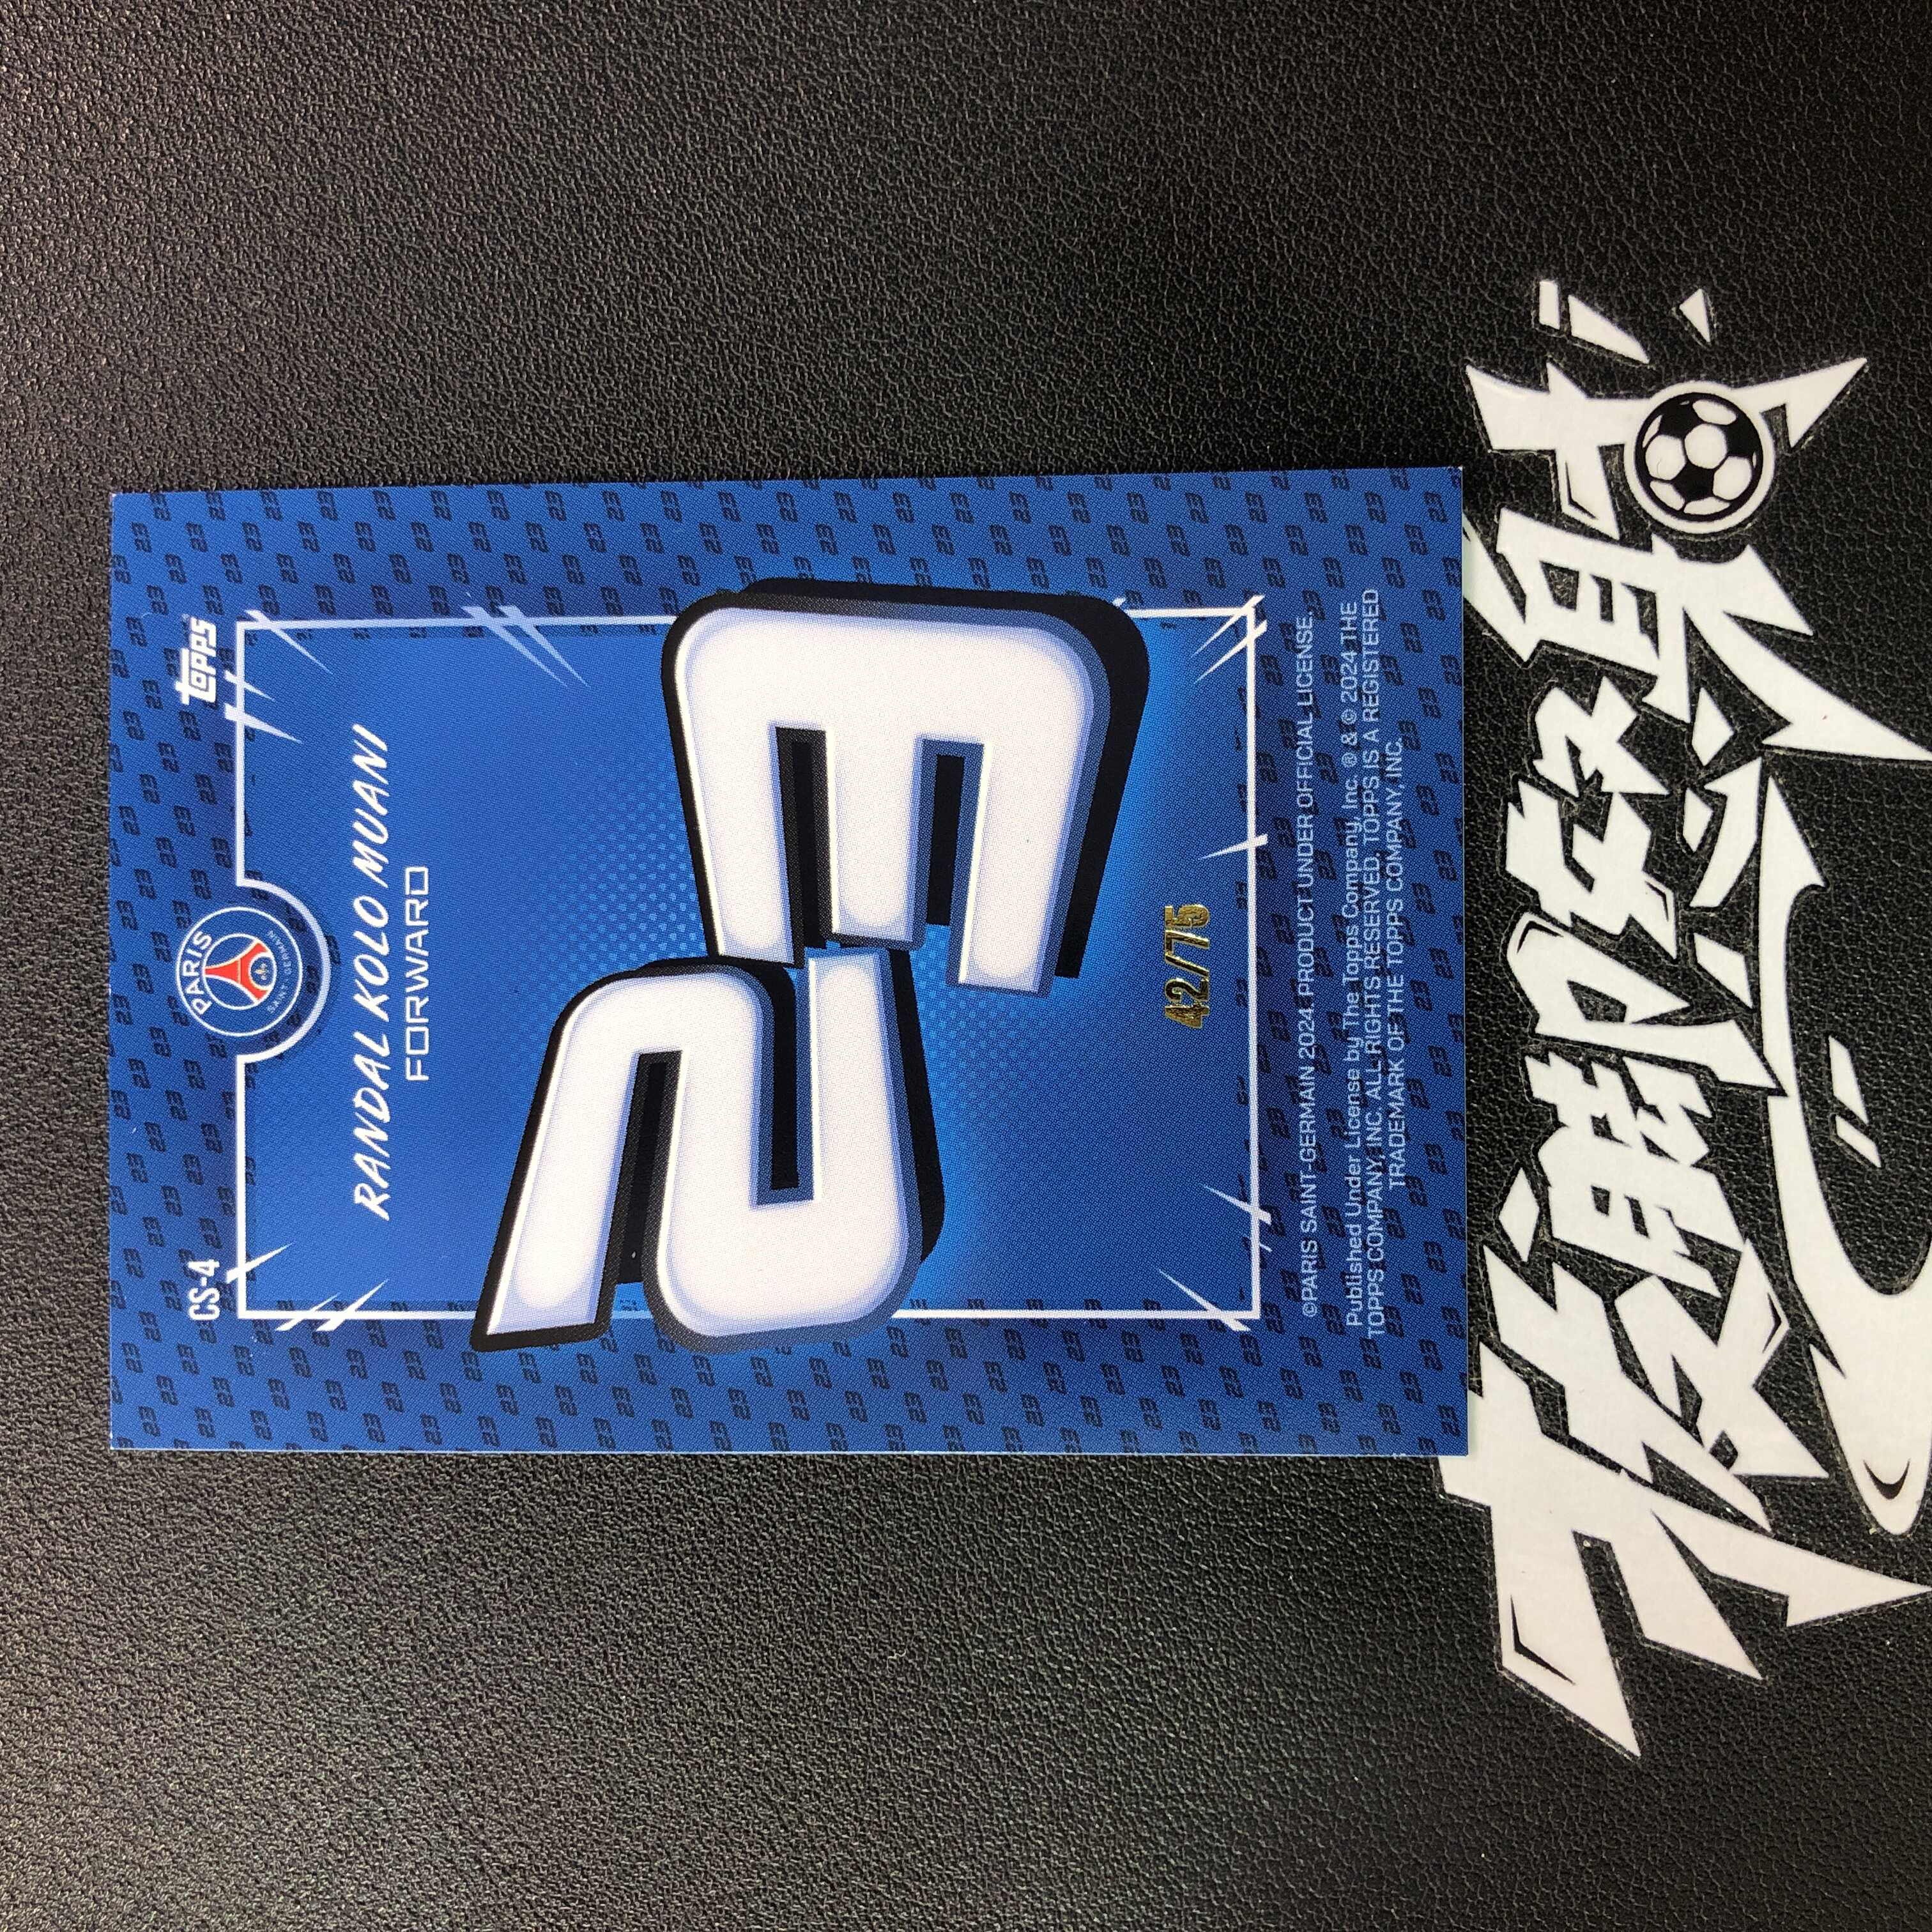 CS-4
PARIS
SAINT-GERMAIN
topps
RANDAL KOLO MUANI
FORWARD
23
42/75
©PARIS SAINT-GERMAIN 2024 PRODUCT UNDER OFFICIAL LICENSE.
Published Under License by The Topps Company, Inc. ® & © 2024 THE
TOPPS COMPANY, INC. ALL RIGHTS RESERVED. TOPPS IS A REGISTERED
TRADEMARK OF THE TOPPS COMPANY, INC.